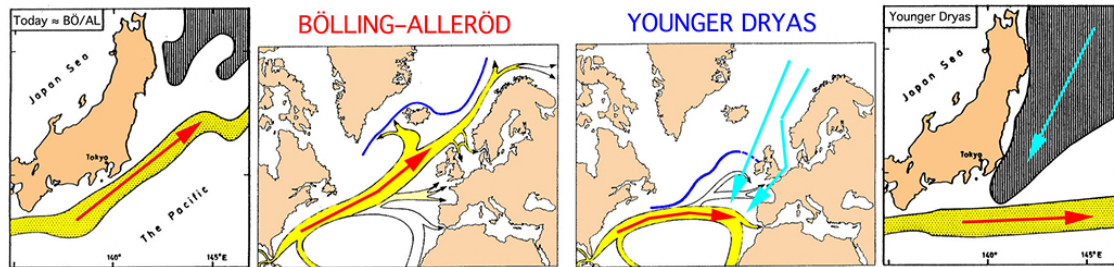 Today ≈ BÖ/AL
Japan Sea
Tokyo
The Pacific
140°
145°E
BÖLLING–ALLERÖD
YOUNGER DRYAS
Younger Dryas
Japan Sea
Tokyo
140°
145°E